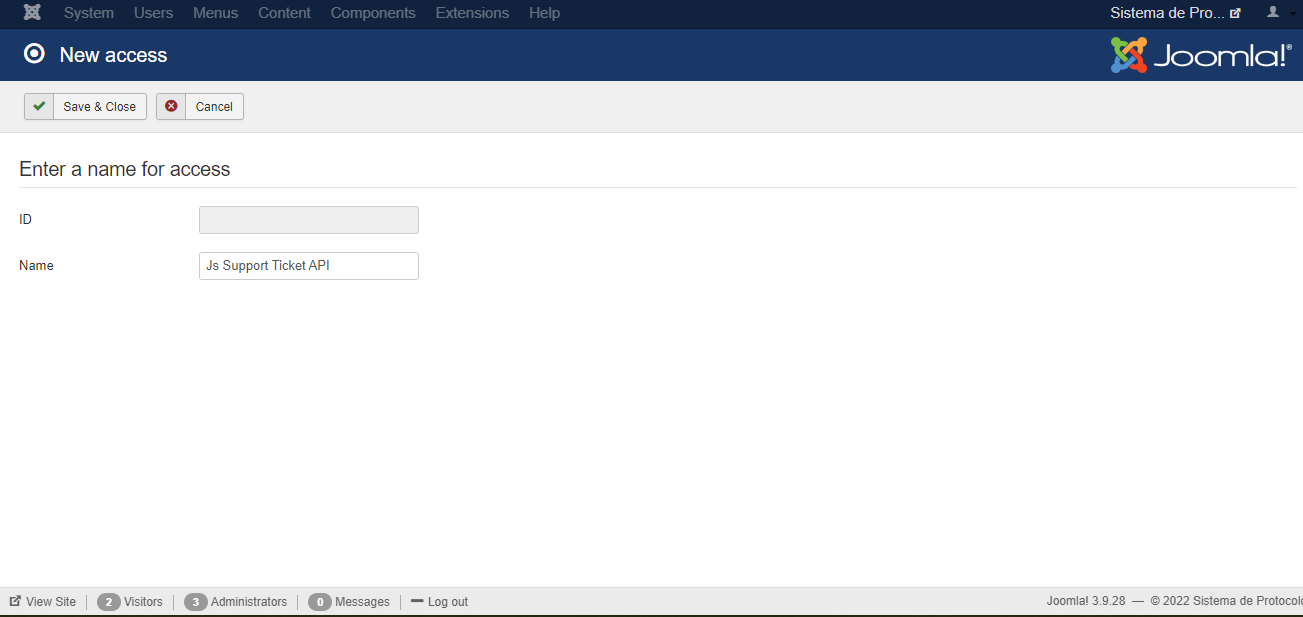 System Users Menus Content Components Extensions Help Sistema de Pro...
New access Joomla!®
Save & Close Cancel
Enter a name for access
ID
Name Js Support Ticket API
View Site 2 Visitors 3 Administrators 0 Messages Log out Joomla! 3.9.28 — © 2022 Sistema de Protocolo